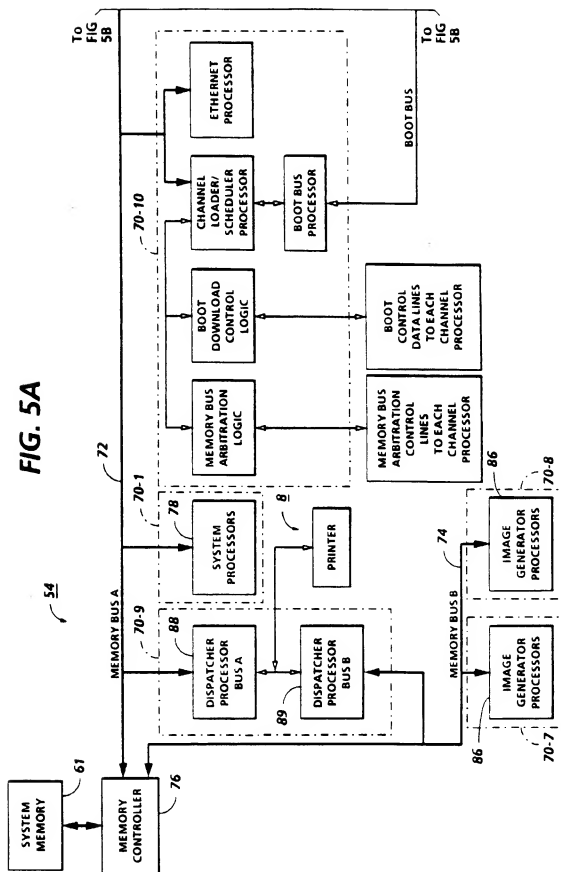 FIG. 5A
54
SYSTEM
MEMORY
61
MEMORY
CONTROLLER
76
MEMORY BUS A
72
To
FIG
5B
70-9
DISPATCHER
PROCESSOR
BUS A
88
DISPATCHER
PROCESSOR
BUS B
89
70-1
SYSTEM
PROCESSORS
78
8
PRINTER
70-10
MEMORY BUS
ARBITRATION
LOGIC
BOOT
DOWNLOAD
CONTROL
LOGIC
CHANNEL
LOADER/
SCHEDULER
PROCESSOR
ETHERNET
PROCESSOR
BOOT BUS
PROCESSOR
BOOT BUS
To
FIG
5B
MEMORY BUS
ARBITRATION
CONTROL
LINES
TO EACH
CHANNEL
PROCESSOR
BOOT
CONTROL
DATA LINES
TO EACH
CHANNEL
PROCESSOR
MEMORY BUS B
74
86
IMAGE
GENERATOR
PROCESSORS
70-7
86
IMAGE
GENERATOR
PROCESSORS
70-8